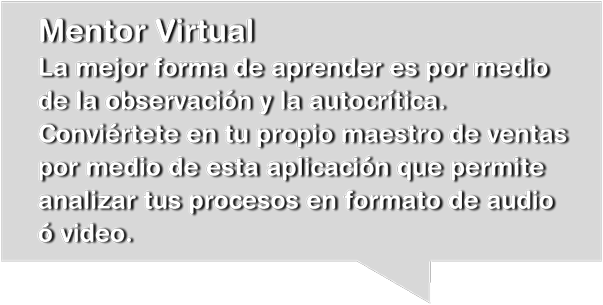 Mentor Virtual
La mejor forma de aprender es por medio
de la observación y la autocrítica.
Conviértete en tu propio maestro de ventas
por medio de esta aplicación que permite
analizar tus procesos en formato de audio
ó video.